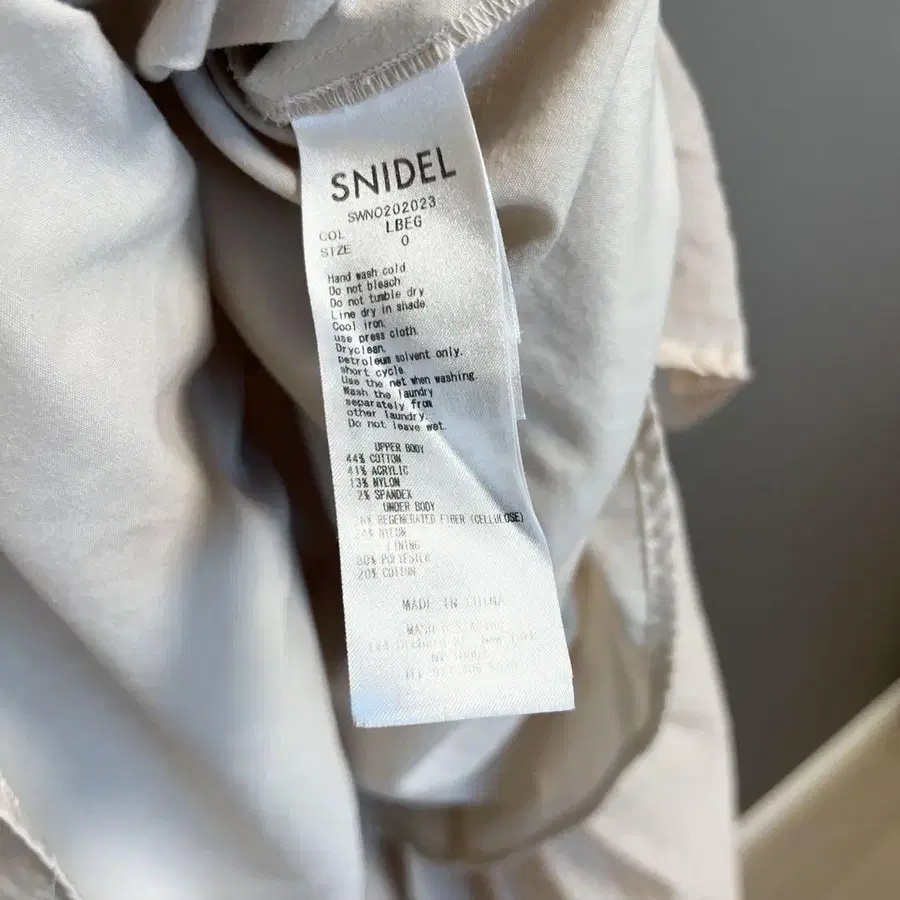 SNIDEL
SWNO202023
COL LBEG
SIZE 0
Hand wash cold
Do not bleach
Do not tumble dry
Line dry in shade.
Cool iron.
use press cloth.
Dryclean.
petroleum solvent only.
short cycle.
Use the net when washing.
Wash the laundry
separately from
other laundry.
Do not leave wet.
UPPER BODY
44% COTTON
41% ACRYLIC
13% NYLON
2% SPANDEX
UNDER BODY
REGENERATED FIBER (CELLULOSE)
NYLON
LINING
80% POLYESTER
20% COTTON
MADE IN CHINA